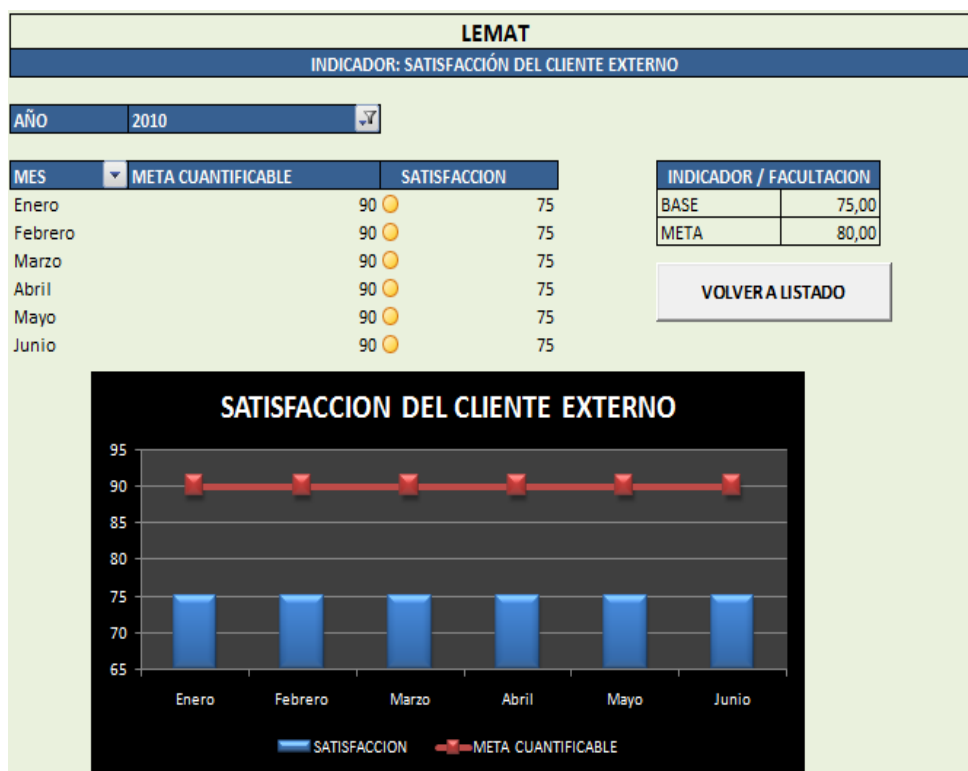 LEMAT
INDICADOR: SATISFACCIÓN DEL CLIENTE EXTERNO
AÑO 2010
MES META CUANTIFICABLE SATISFACCION
Enero 90 75
Febrero 90 75
Marzo 90 75
Abril 90 75
Mayo 90 75
Junio 90 75
INDICADOR / FACULTACION
BASE 75,00
META 80,00
VOLVER A LISTADO
SATISFACCION DEL CLIENTE EXTERNO
95
90
85
80
75
70
65
Enero Febrero Marzo Abril Mayo Junio
SATISFACCION META CUANTIFICABLE